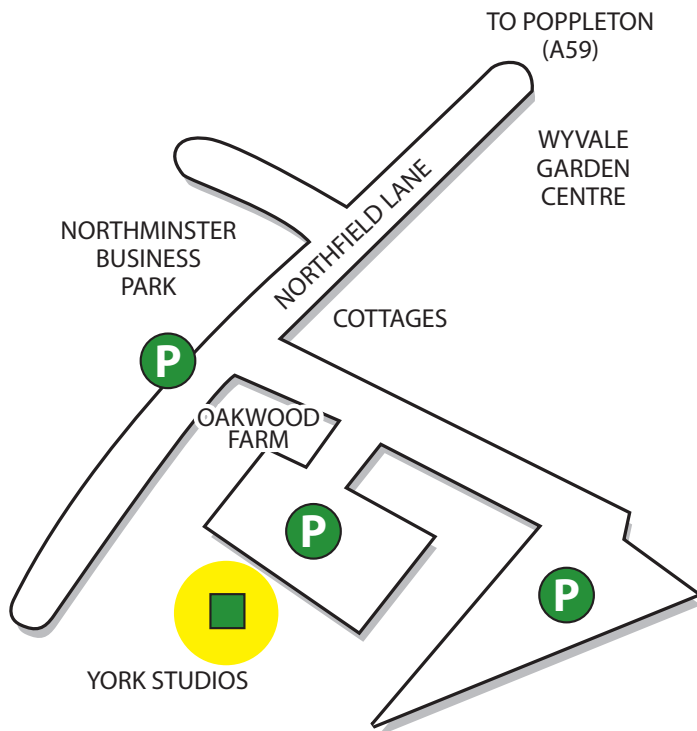 TO POPPLETON
(A59)
WYVALE
GARDEN
CENTRE
NORTHFIELD LANE
NORTHMINSTER
BUSINESS
PARK
COTTAGES
P
OAKWOOD
FARM
P
P
YORK STUDIOS